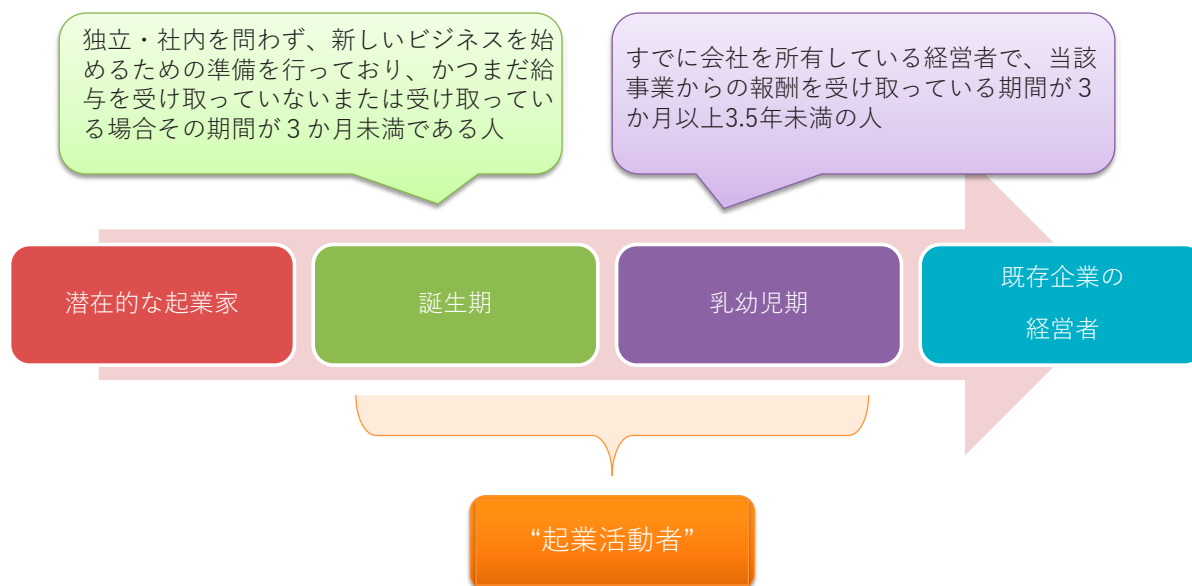 独立・社内を問わず、新しいビジネスを始
めるための準備を行っており、かつまだ給
与を受け取っていないまたは受け取ってい
る場合その期間が３か月未満である人
すでに会社を所有している経営者で、当該
事業からの報酬を受け取っている期間が３
か月以上3.5年未満の人
潜在的な起業家
誕生期
乳幼児期
既存企業の
経営者
“起業活動者”